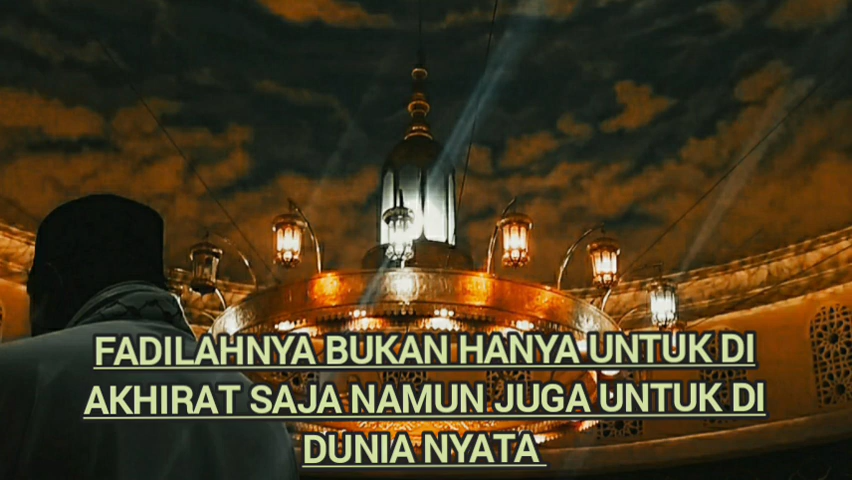 FADILAHNYA BUKAN HANYA UNTUK DI
AKHIRAT SAJA NAMUN JUGA UNTUK DI
DUNIA NYATA